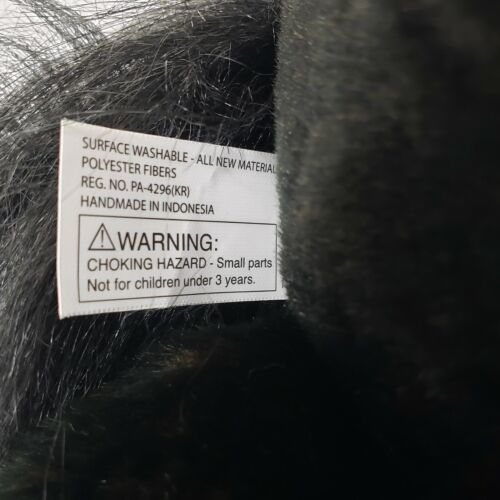 SURFACE WASHABLE - ALL NEW MATERIAL
POLYESTER FIBERS
REG. NO. PA-4296(KR)
HANDMADE IN INDONESIA
⚠WARNING:
CHOKING HAZARD - Small parts
Not for children under 3 years.